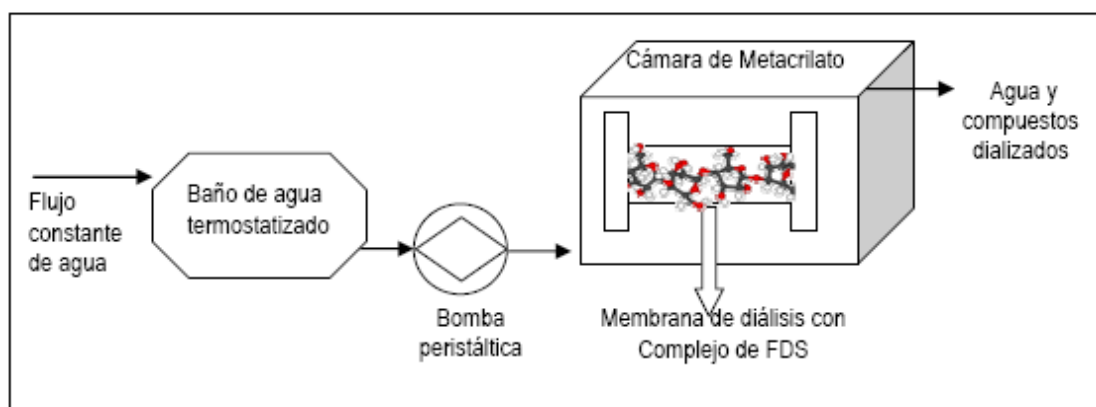 Flujo
constante
de agua
Baño de agua
termostatizado
Bomba
peristáltica
Cámara de Metacrilato
Membrana de diálisis con
Complejo de FDS
Agua y
compuestos
dializados